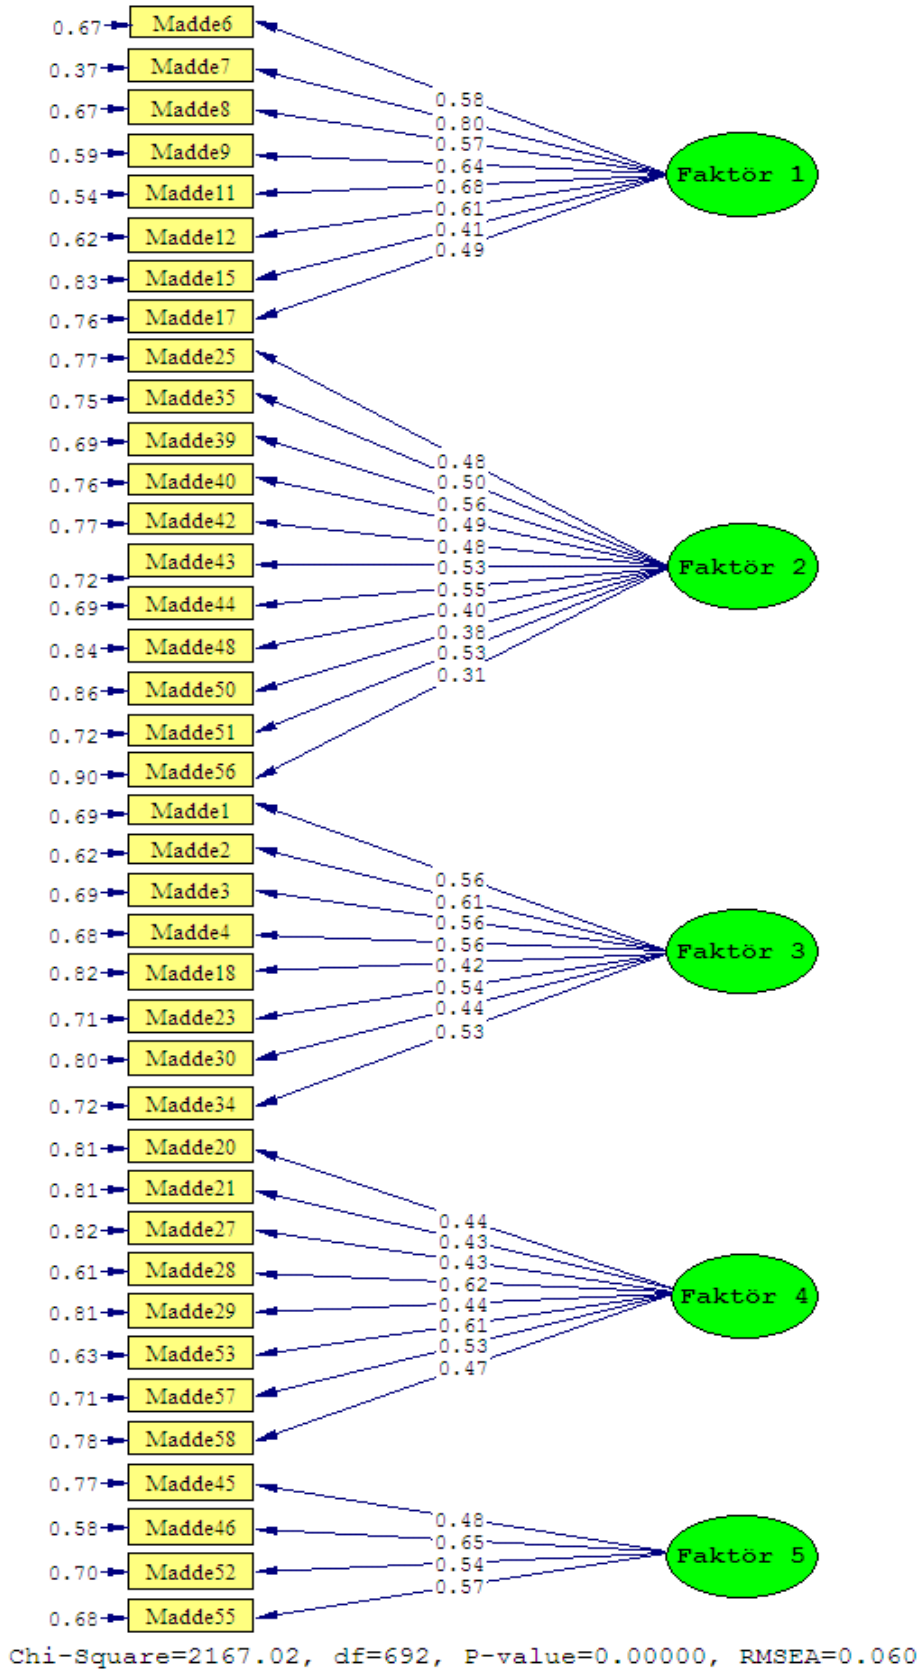 0.67 Madde6
0.37 Madde7
0.67 Madde8
0.59 Madde9
0.54 Madde11
0.62 Madde12
0.83 Madde15
0.76 Madde17
0.58
0.80
0.57
0.64
0.68
0.61
0.41
0.49
Faktör 1
0.77 Madde25
0.75 Madde35
0.69 Madde39
0.76 Madde40
0.77 Madde42
0.72 Madde43
0.69 Madde44
0.84 Madde48
0.86 Madde50
0.72 Madde51
0.90 Madde56
0.48
0.50
0.56
0.49
0.48
0.53
0.55
0.40
0.38
0.53
0.31
Faktör 2
0.69 Madde1
0.62 Madde2
0.69 Madde3
0.68 Madde4
0.82 Madde18
0.71 Madde23
0.80 Madde30
0.72 Madde34
0.56
0.61
0.56
0.56
0.42
0.54
0.44
0.53
Faktör 3
0.81 Madde20
0.81 Madde21
0.82 Madde27
0.61 Madde28
0.81 Madde29
0.63 Madde53
0.71 Madde57
0.78 Madde58
0.44
0.43
0.43
0.62
0.44
0.61
0.53
0.47
Faktör 4
0.77 Madde45
0.58 Madde46
0.70 Madde52
0.68 Madde55
0.48
0.65
0.54
0.57
Faktör 5
Chi-Square=2167.02, df=692, P-value=0.00000, RMSEA=0.060